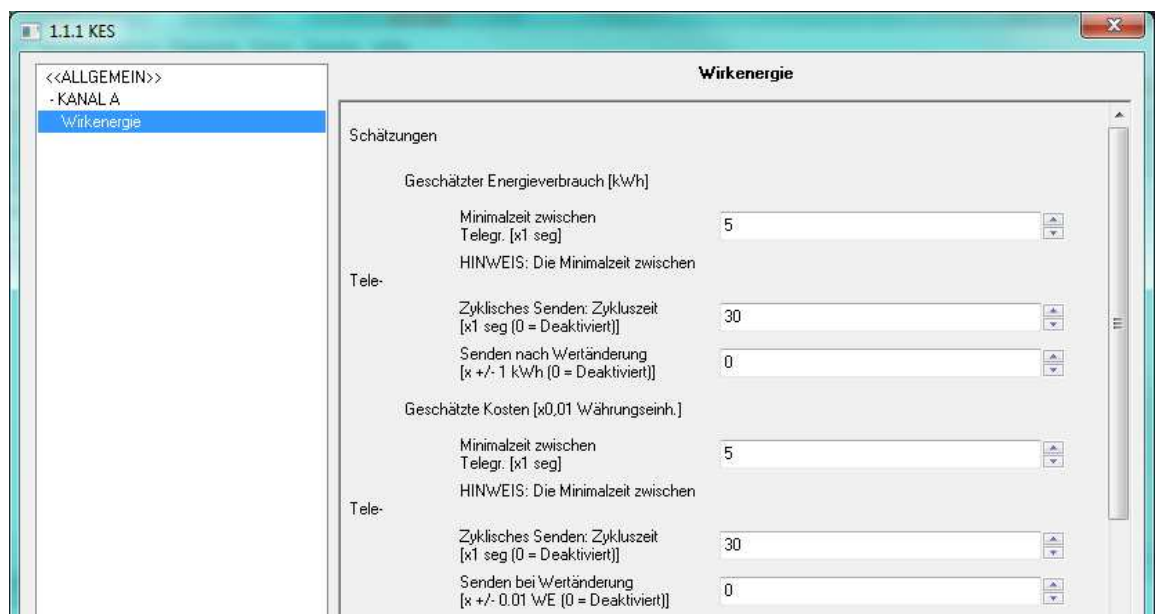 1.1.1 KES
<<ALLGEMEIN>>
- KANAL A
Wirkenergie
Wirkenergie
Schätzungen
Geschätzter Energieverbrauch [kWh]
Minimalzeit zwischen
Telegr. [x1 seg]
5
HINWEIS: Die Minimalzeit zwischen
Tele-
Zyklisches Senden: Zykluszeit
[x1 seg (0 = Deaktiviert)]
30
Senden nach Wertänderung
[x +/- 1 kWh (0 = Deaktiviert)]
0
Geschätzte Kosten [x0,01 Währungseinh.]
Minimalzeit zwischen
Telegr. [x1 seg]
5
HINWEIS: Die Minimalzeit zwischen
Tele-
Zyklisches Senden: Zykluszeit
[x1 seg (0 = Deaktiviert)]
30
Senden bei Wertänderung
[x +/- 0.01 WE (0 = Deaktiviert)]
0